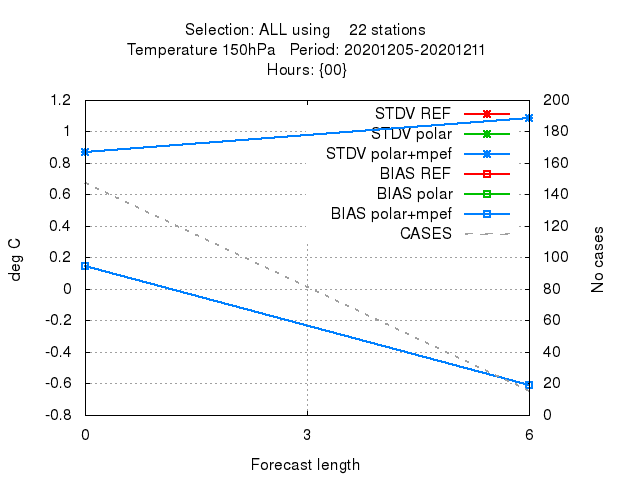 Selection: ALL using    22 stations
Temperature 150hPa   Period: 20201205-20201211
Hours: {00}
1.2
1
0.8
0.6
0.4
0.2
0
-0.2
-0.4
-0.6
-0.8
deg C
STDV REF
STDV polar
STDV polar+mpef
BIAS REF
BIAS polar
BIAS polar+mpef
CASES
200
180
160
140
120
100
80
60
40
20
0
No cases
0
3
6
Forecast length